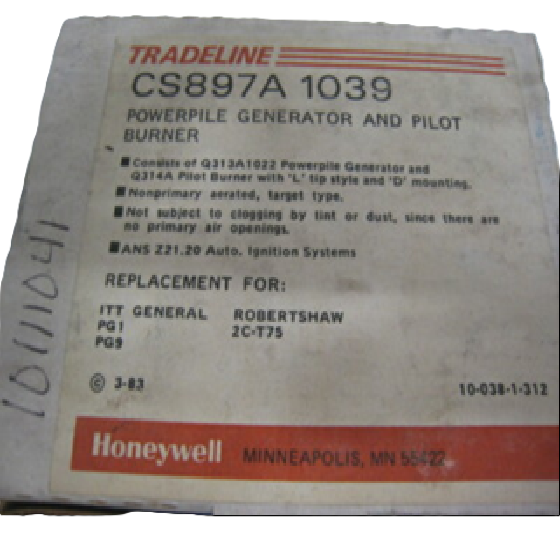 TRADELINE
CS897A 1039
POWERPILE GENERATOR AND PILOT
BURNER
■ Consists of Q313A1022 Powerpile Generator and
Q314A Pilot Burner with "L" tip style and "D" mounting.
■ Nonprimary aerated, target type.
■ Not subject to clogging by lint or dust, since there are
no primary air openings.
■ ANS Z21.20 Auto. Ignition Systems
REPLACEMENT FOR:
ITT GENERAL ROBERTSHAW
PG1 2C-T75
PG9
© 3-83 10-038-1-312
Honeywell MINNEAPOLIS, MN 55422
10111041